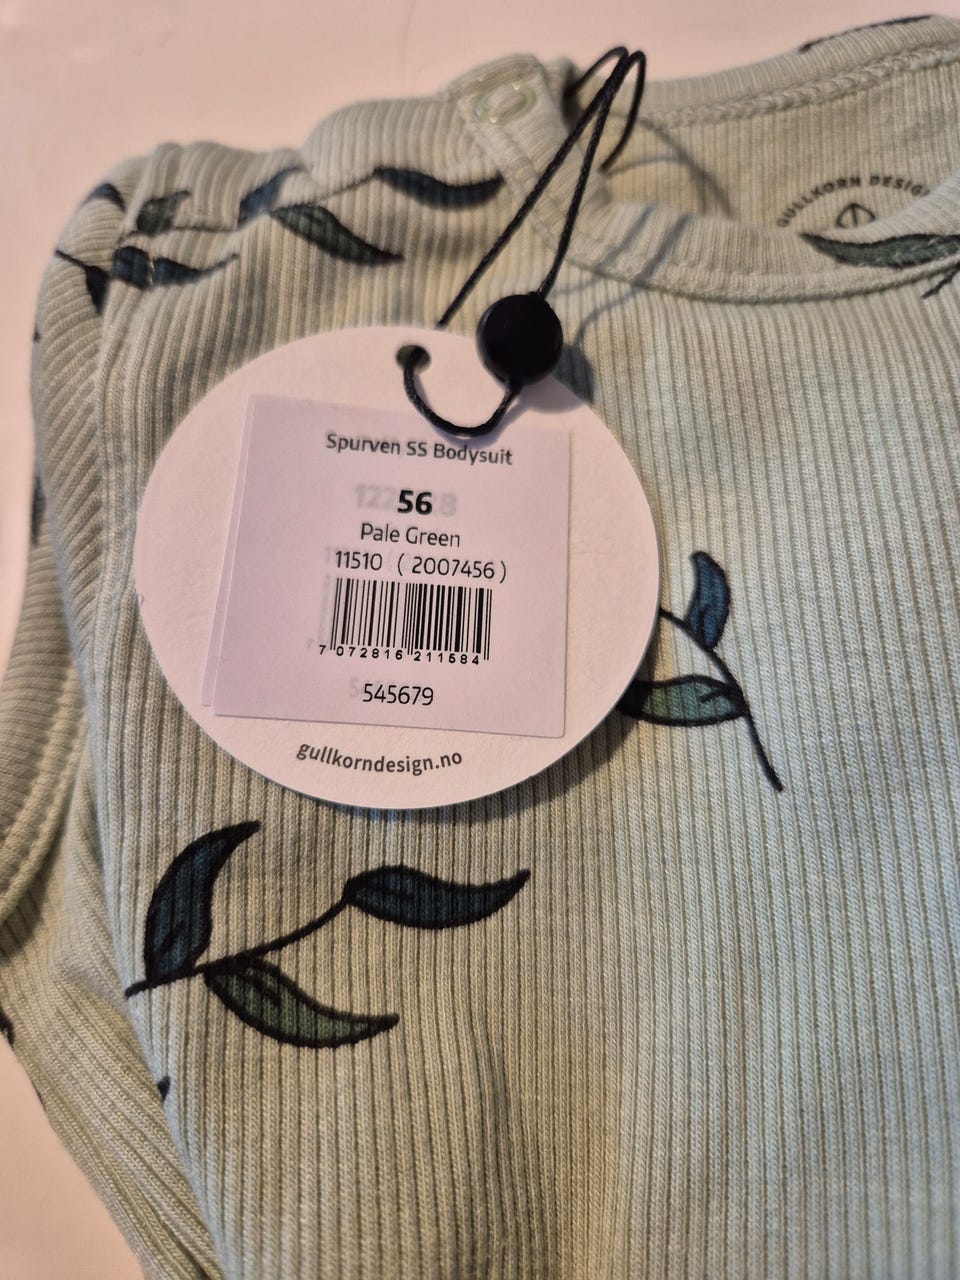 GULLKORN DESIGN
Spurven SS Bodysuit
56
Pale Green
11510 ( 2007456 )
7 072816 211584
545679
gullkorndesign.no